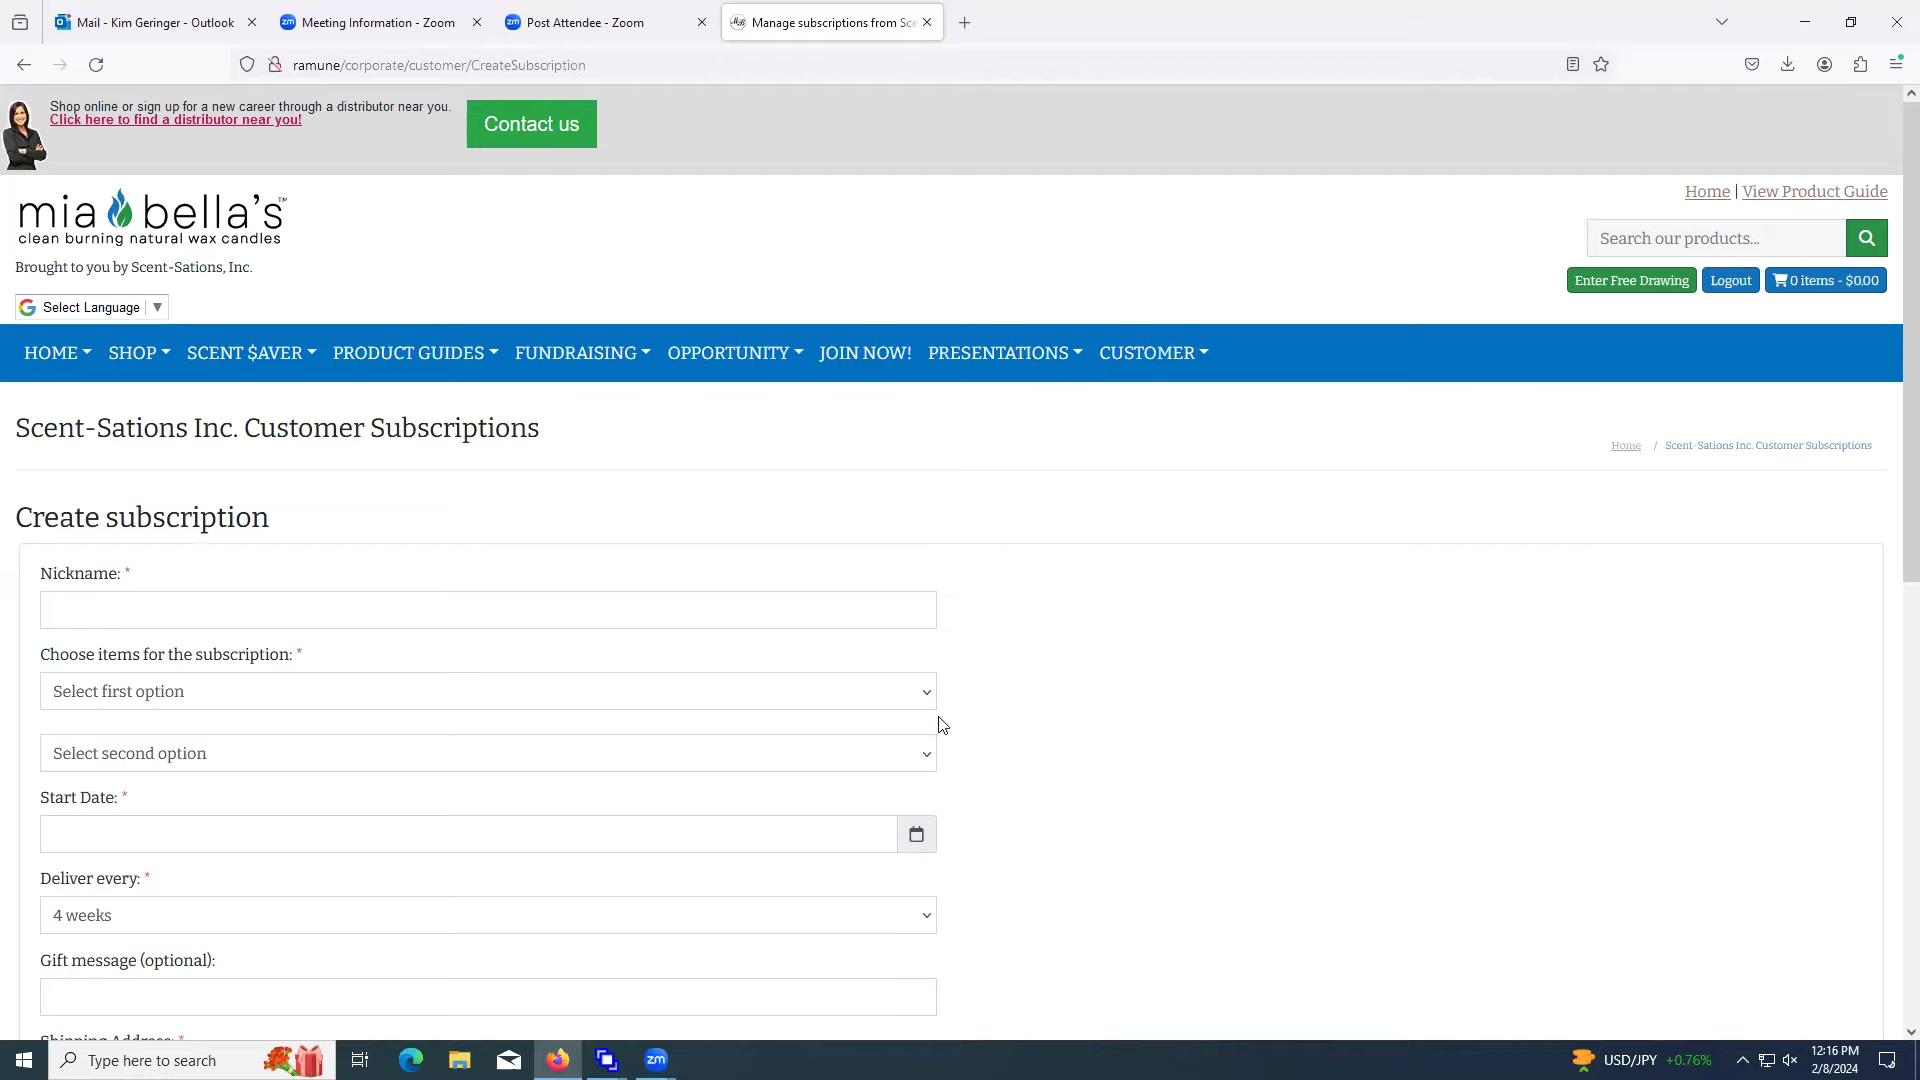 Mail - Kim Geringer - Outlook
Meeting Information - Zoom
Post Attendee - Zoom
Manage subscriptions from Sce
ramune/corporate/customer/CreateSubscription
Shop online or sign up for a new career through a distributor near you.
Click here to find a distributor near you!
Contact us
mia bella's™
clean burning natural wax candles
Brought to you by Scent-Sations, Inc.
Select Language ▼
Home | View Product Guide
Search our products...
Enter Free Drawing
Logout
0 items - $0.00
HOME SHOP SCENT $AVER PRODUCT GUIDES FUNDRAISING OPPORTUNITY JOIN NOW! PRESENTATIONS CUSTOMER
Scent-Sations Inc. Customer Subscriptions
Home / Scent-Sations Inc. Customer Subscriptions
Create subscription
Nickname: *
Choose items for the subscription: *
Select first option
Select second option
Start Date: *
Deliver every: *
4 weeks
Gift message (optional):
Shipping Address: *
Type here to search
zm
USD/JPY +0.76%
12:16 PM
2/8/2024